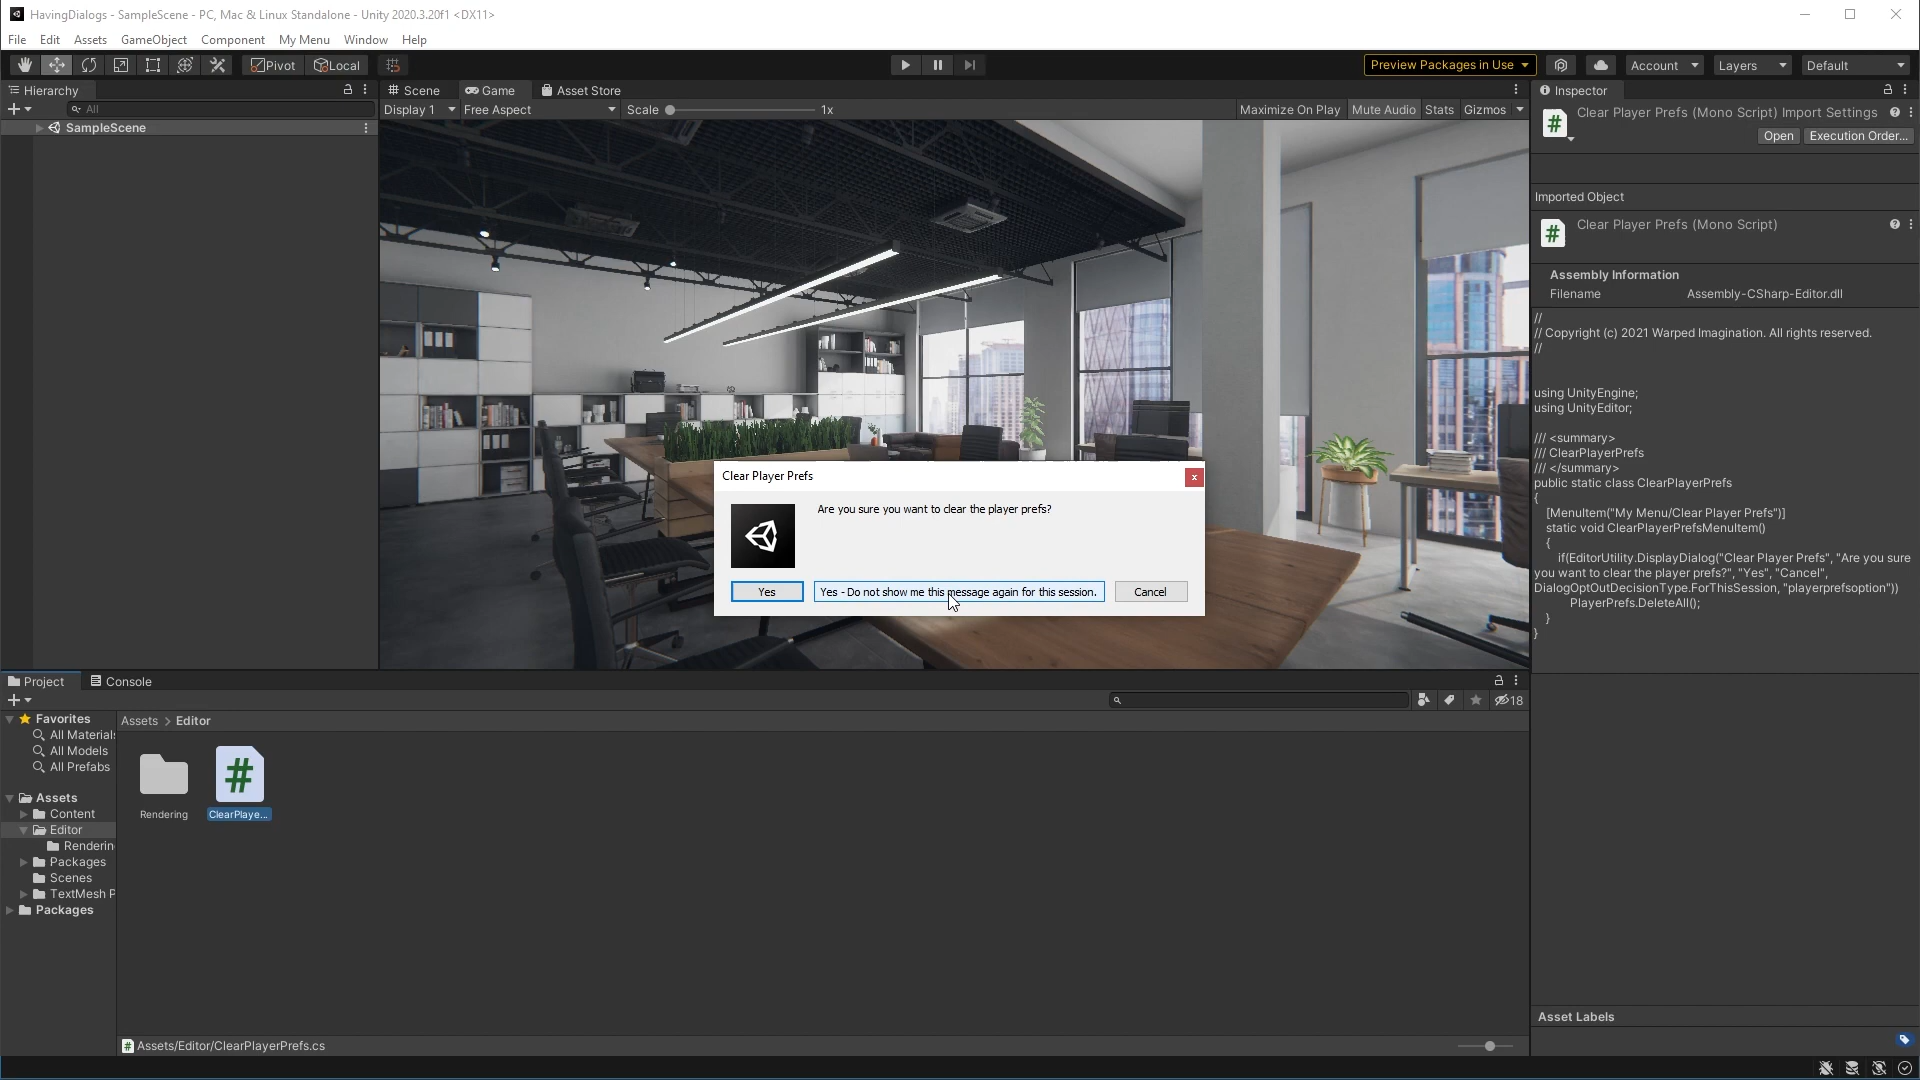 HavingDialogs - SampleScene - PC, Mac & Linux Standalone - Unity 2020.3.20f1 <DX11>
File Edit Assets GameObject Component My Menu Window Help
Pivot Local
Preview Packages in Use Account Layers Default
Hierarchy
All
SampleScene
Scene Game Asset Store
Display 1 Free Aspect Scale 1x Maximize On Play Mute Audio Stats Gizmos
Clear Player Prefs
Are you sure you want to clear the player prefs?
Yes Yes - Do not show me this message again for this session. Cancel
Inspector
Clear Player Prefs (Mono Script) Import Settings
Open Execution Order...
Imported Object
Clear Player Prefs (Mono Script)
Assembly Information
Filename Assembly-CSharp-Editor.dll
//
// Copyright (c) 2021 Warped Imagination. All rights reserved.
//
using UnityEngine;
using UnityEditor;
/// <summary>
/// ClearPlayerPrefs
/// </summary>
public static class ClearPlayerPrefs
{
[MenuItem("My Menu/Clear Player Prefs")]
static void ClearPlayerPrefsMenuItem()
{
if(EditorUtility.DisplayDialog("Clear Player Prefs", "Are you sure
you want to clear the player prefs?", "Yes", "Cancel",
DialogOptOutDecisionType.ForThisSession, "playerprefsoption"))
PlayerPrefs.DeleteAll();
}
}
Project Console
18
Favorites
All Materials
All Models
All Prefabs
Assets
Content
Editor
Renderin
Packages
Scenes
TextMesh P
Packages
Assets > Editor
Rendering ClearPlaye...
Assets/Editor/ClearPlayerPrefs.cs
Asset Labels